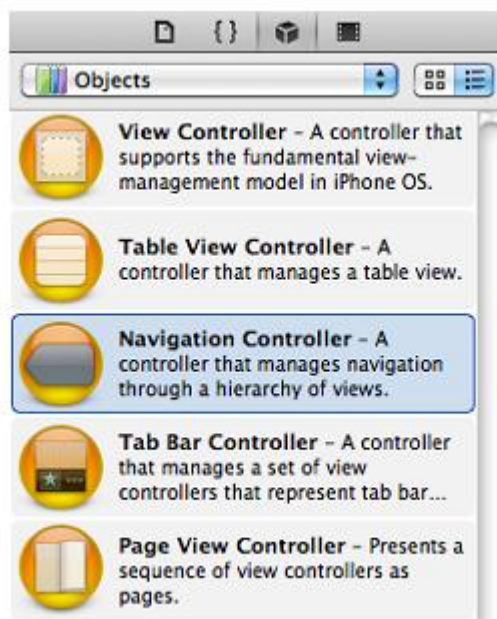 { }
Objects
View Controller – A controller that
supports the fundamental view-
management model in iPhone OS.
Table View Controller – A
controller that manages a table view.
Navigation Controller – A
controller that manages navigation
through a hierarchy of views.
Tab Bar Controller – A controller
that manages a set of view
controllers that represent tab bar...
Page View Controller – Presents a
sequence of view controllers as
pages.